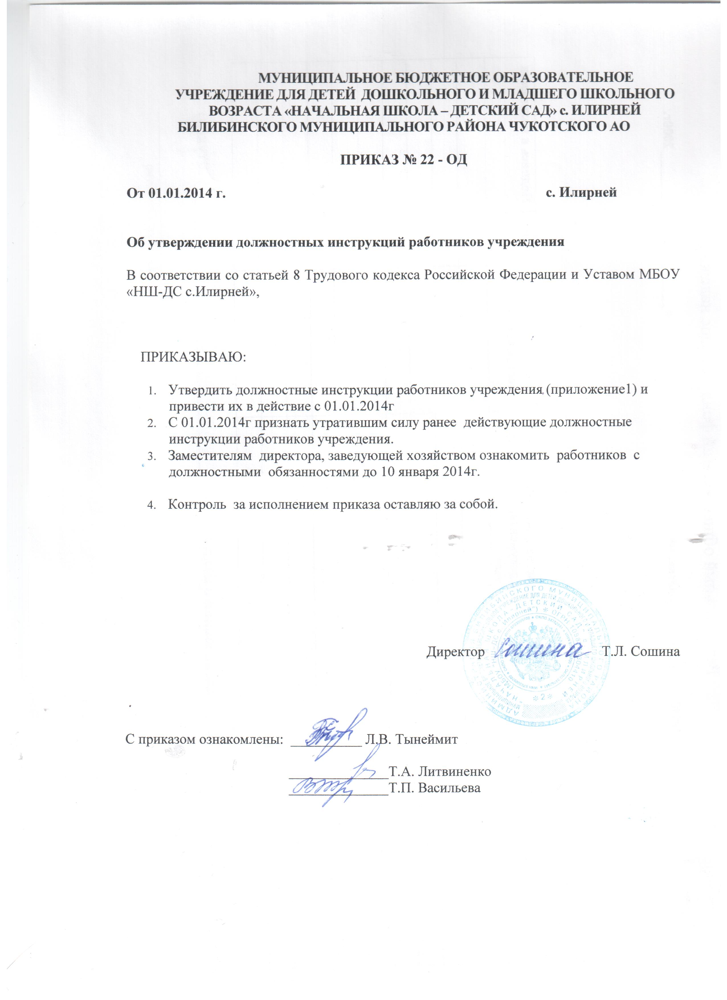 МУНИЦИПАЛЬНОЕ БЮДЖЕТНОЕ ОБРАЗОВАТЕЛЬНОЕ
УЧРЕЖДЕНИЕ ДЛЯ ДЕТЕЙ ДОШКОЛЬНОГО И МЛАДШЕГО ШКОЛЬНОГО
ВОЗРАСТА «НАЧАЛЬНАЯ ШКОЛА – ДЕТСКИЙ САД» с. ИЛИРНЕЙ
БИЛИБИНСКОГО МУНИЦИПАЛЬНОГО РАЙОНА ЧУКОТСКОГО АО
ПРИКАЗ № 22 - ОД
От 01.01.2014 г. с. Илирней
Об утверждении должностных инструкций работников учреждения
В соответствии со статьей 8 Трудового кодекса Российской Федерации и Уставом МБОУ
«НШ-ДС с.Илирней»,
ПРИКАЗЫВАЮ:
1. Утвердить должностные инструкции работников учреждения (приложение1) и
привести их в действие с 01.01.2014г
2. С 01.01.2014г признать утратившим силу ранее действующие должностные
инструкции работников учреждения.
3. Заместителям директора, заведующей хозяйством ознакомить работников с
должностными обязанностями до 10 января 2014г.
4. Контроль за исполнением приказа оставляю за собой.
Директор Сошина Т.Л. Сошина
С приказом ознакомлены: __________ Л.В. Тынеймит
______________Т.А. Литвиненко
______________Т.П. Васильева